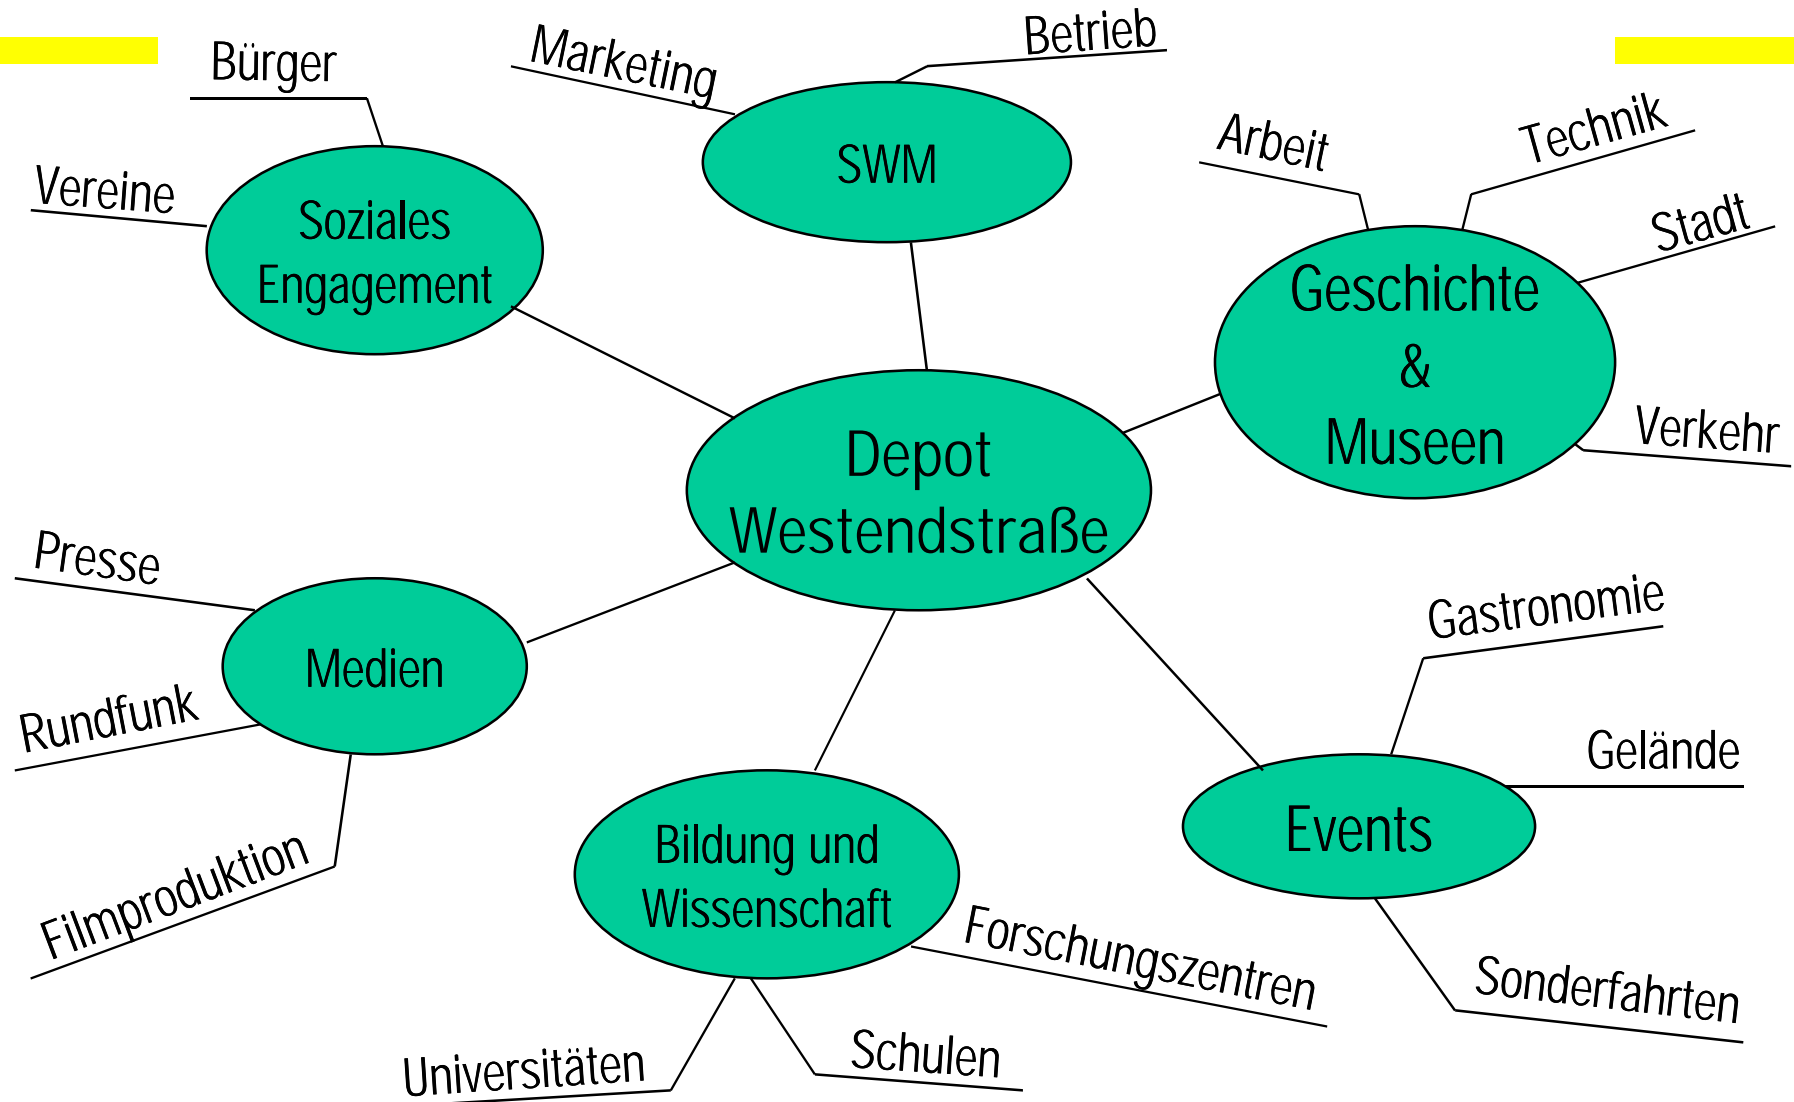 Betrieb
Marketing
Bürger
Arbeit
Technik
SWM
Vereine
Stadt
Soziales
Engagement
Geschichte
&
Museen
Verkehr
Depot
Westendstraße
Presse
Gastronomie
Medien
Rundfunk
Gelände
Events
Bildung und
Wissenschaft
Filmproduktion
Forschungszentren
Sonderfahrten
Universitäten
Schulen